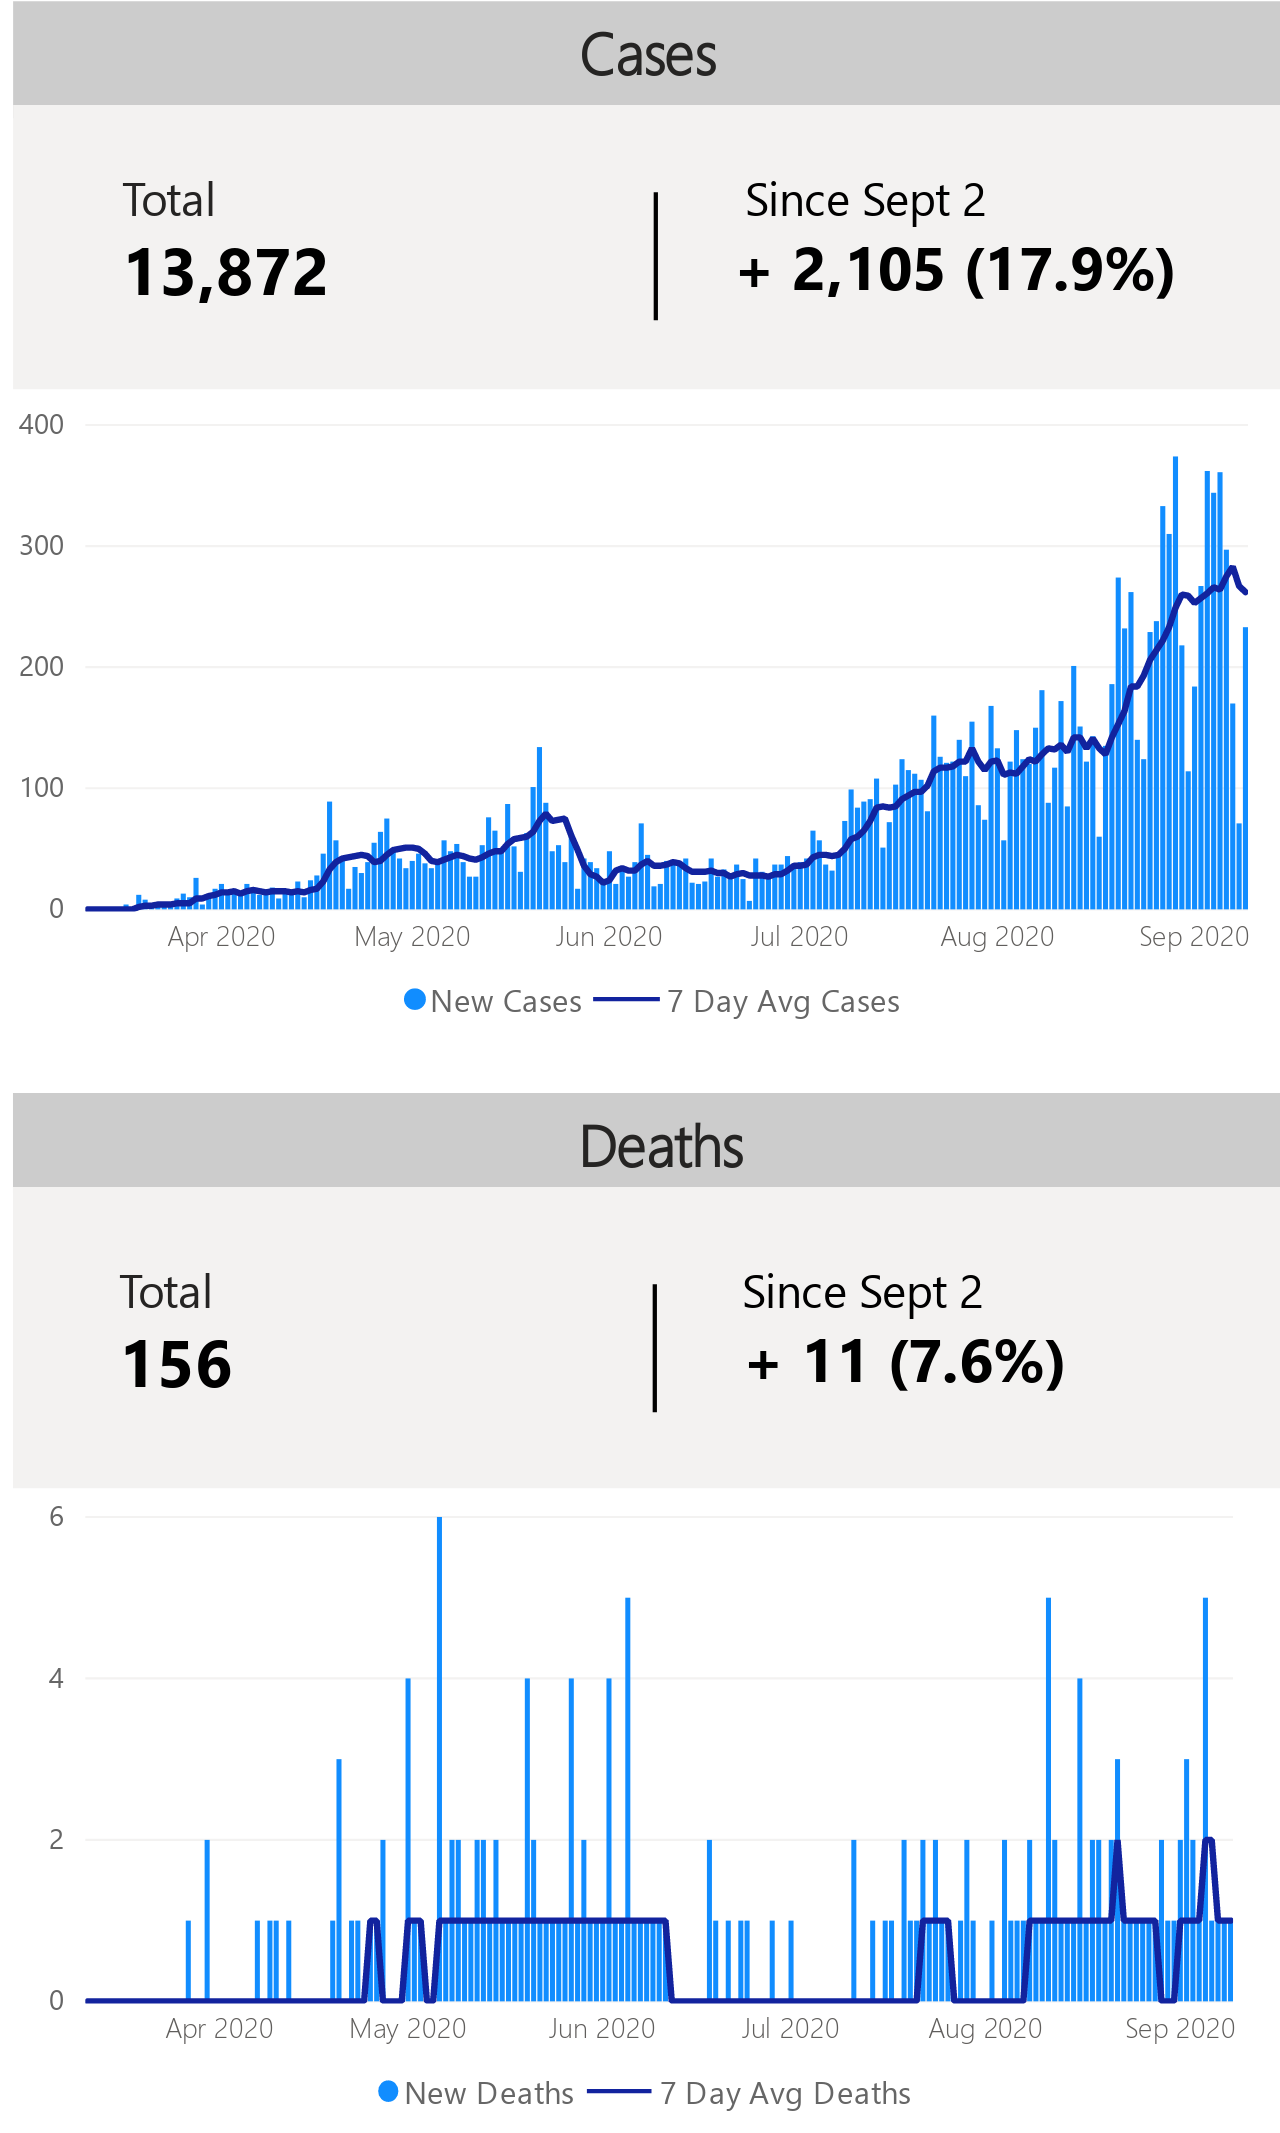 Cases
Total
Since Sept 2
13,872
+ 2,105 (17.9%)
400
300
200
100
0
Apr 2020 May 2020 Jun 2020 Jul 2020 Aug 2020 Sep 2020
New Cases 7 Day Avg Cases
Deaths
Total
Since Sept 2
156
+ 11 (7.6%)
6
4
2
0
Apr 2020 May 2020 Jun 2020 Jul 2020 Aug 2020 Sep 2020
New Deaths 7 Day Avg Deaths